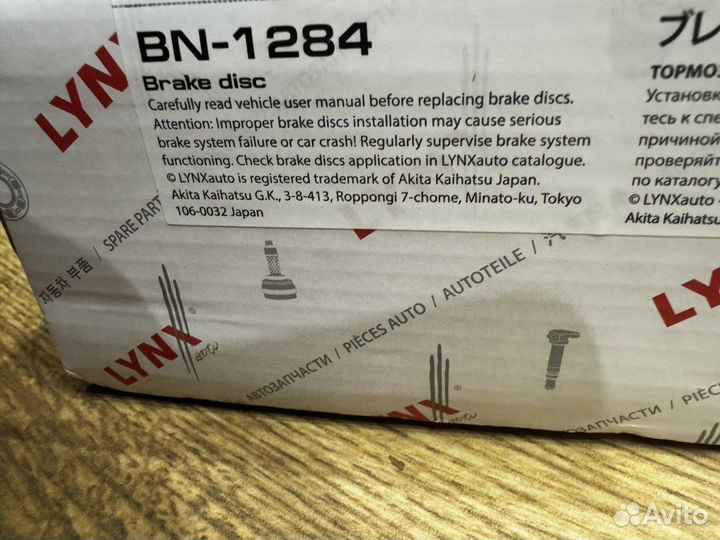 BN-1284
Brake disc
Carefully read vehicle user manual before replacing brake discs.
Attention: Improper brake discs installation may cause serious
brake system failure or car crash! Regularly supervise brake system
functioning. Check brake discs application in LYNXauto catalogue.
© LYNXauto is registered trademark of Akita Kaihatsu Japan.
Akita Kaihatsu G.K., 3-8-413, Roppongi 7-chome, Minato-ku, Tokyo
106-0032 Japan
ブレ
ТОРМОЗ
Установк
тесь к спе
причиной
проверяйт
по каталогу
© LYNXauto -
Akita Kaihatsu
LYNX
자동차 부품 / SPARE PART
LYNX
auto
АВТОЗАПЧАСТИ / PIÈCES AUTO / AUTOTEILE /
LYNX
LYNX
auto
АВТОЗАПЧАСТИ / PIÈCES
Avito